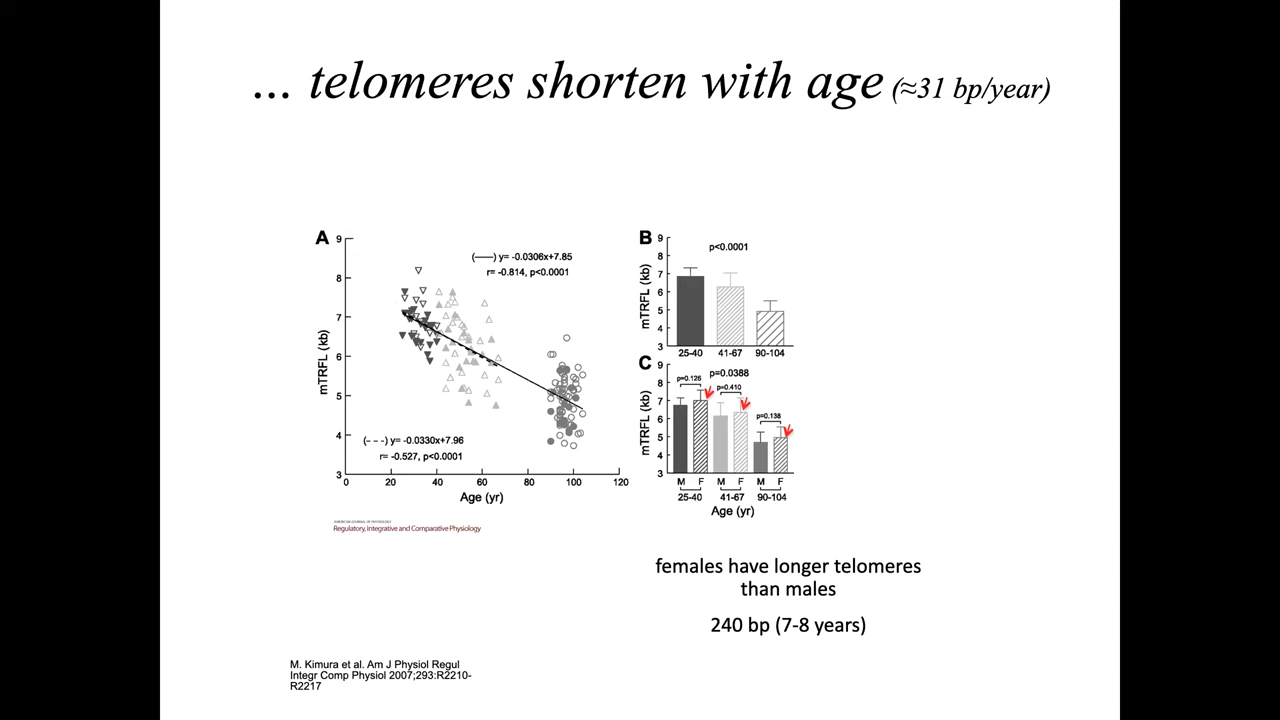 ... telomeres shorten with age (≈31 bp/year)
A
9
8
7
6
5
4
3
mTRFL (kb)
(——) y= -0.0306x+7.85
r= -0.814, p<0.0001
(– – –) y= -0.0330x+7.96
r= -0.527, p<0.0001
0 20 40 60 80 100 120
Age (yr)
B
9
8
7
6
5
4
3
mTRFL (kb)
p<0.0001
25-40 41-67 90-104
C
9
8
7
6
5
4
3
mTRFL (kb)
p=0.0388
p=0.126 p=0.410 p=0.138
M F M F M F
25-40 41-67 90-104
Age (yr)
AMERICAN JOURNAL OF PHYSIOLOGY
Regulatory, Integrative and Comparative Physiology
females have longer telomeres
than males
240 bp (7-8 years)
M. Kimura et al. Am J Physiol Regul
Integr Comp Physiol 2007;293:R2210-
R2217